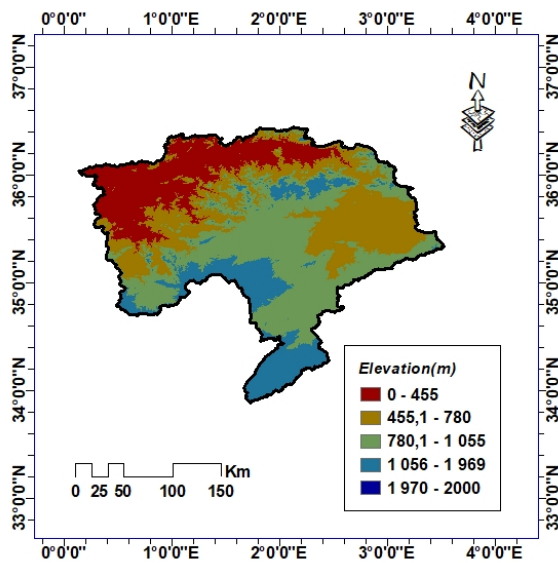 0°0'0" 1°0'0"E 2°0'0"E 3°0'0"E 4°0'0"E
37°0'0"N 37°0'0"N
N
36°0'0"N 36°0'0"N
35°0'0"N 35°0'0"N
34°0'0"N 34°0'0"N
33°0'0"N 33°0'0"N
Elevation(m)
0 - 455
455,1 - 780
780,1 - 1 055
1 056 - 1 969
1 970 - 2000
Km
0 25 50 100 150
0°0'0" 1°0'0"E 2°0'0"E 3°0'0"E 4°0'0"E